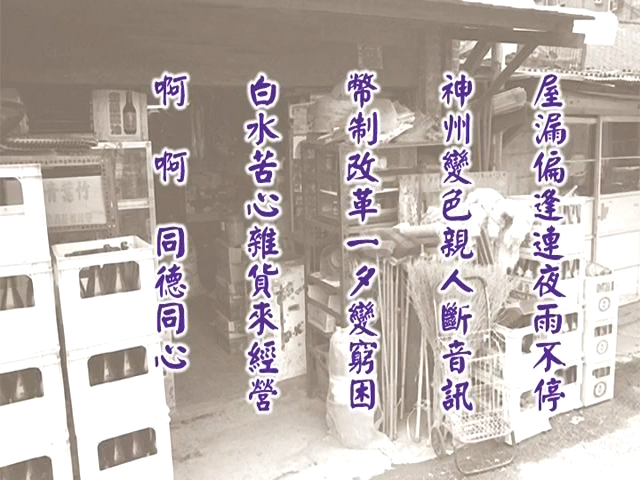 屋漏偏逢連夜雨不停
神州變色親人斷音訊
幣制改革一夕變窮困
白水苦心雜貨來經營
啊 啊 同德同心